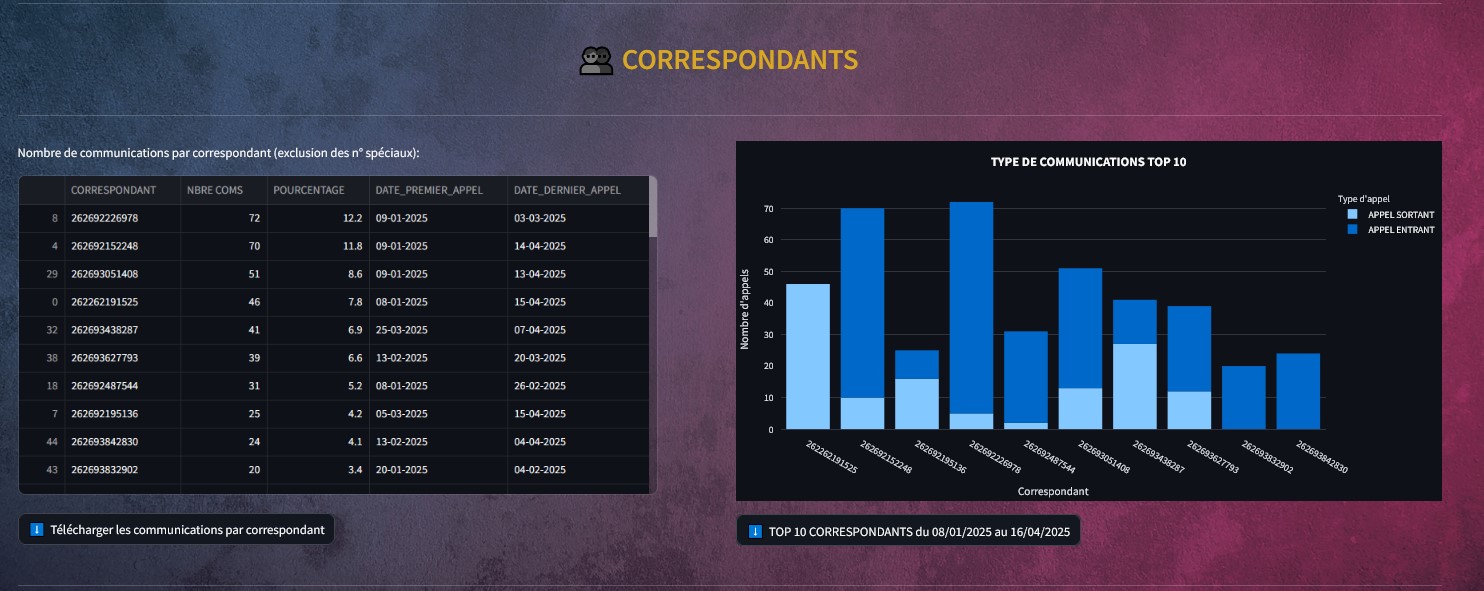 CORRESPONDANTS
Nombre de communications par correspondant (exclusion des n° spéciaux):
CORRESPONDANT NBRE COMS POURCENTAGE DATE_PREMIER_APPEL DATE_DERNIER_APPEL
8 262692226978 72 12.2 09-01-2025 03-03-2025
4 262692152248 70 11.8 09-01-2025 14-04-2025
29 262693051408 51 8.6 09-01-2025 13-04-2025
0 262262191525 46 7.8 08-01-2025 15-04-2025
32 262693438287 41 6.9 25-03-2025 07-04-2025
38 262693627793 39 6.6 13-02-2025 20-03-2025
18 262692487544 31 5.2 08-01-2025 26-02-2025
7 262692195136 25 4.2 05-03-2025 15-04-2025
44 262693842830 24 4.1 13-02-2025 04-04-2025
43 262693832902 20 3.4 20-01-2025 04-02-2025
Télécharger les communications par correspondant
TYPE DE COMMUNICATIONS TOP 10
Type d'appel
APPEL SORTANT
APPEL ENTRANT
Nombre d'appels
70
60
50
40
30
20
10
0
262262191525 262692152248 262692195136 262692226978 262692487544 262693051408 262693438287 262693627793 262693832902 262693842830
Correspondant
TOP 10 CORRESPONDANTS du 08/01/2025 au 16/04/2025